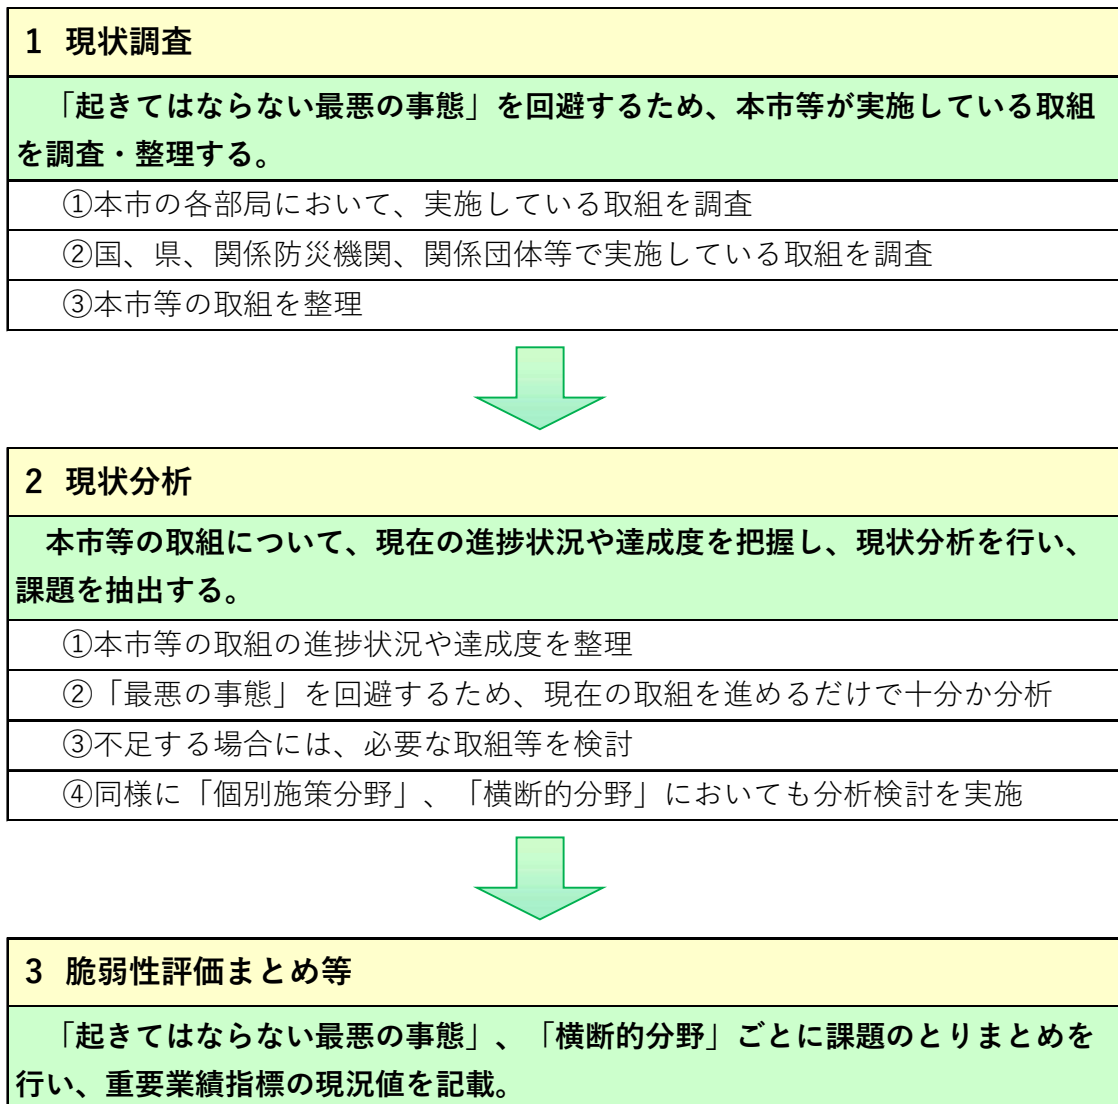 1 現状調査
「起きてはならない最悪の事態」を回避するため、本市等が実施している取組
を調査・整理する。
①本市の各部局において、実施している取組を調査
②国、県、関係防災機関、関係団体等で実施している取組を調査
③本市等の取組を整理
2 現状分析
本市等の取組について、現在の進捗状況や達成度を把握し、現状分析を行い、
課題を抽出する。
①本市等の取組の進捗状況や達成度を整理
②「最悪の事態」を回避するため、現在の取組を進めるだけで十分か分析
③不足する場合には、必要な取組等を検討
④同様に「個別施策分野」、「横断的分野」においても分析検討を実施
3 脆弱性評価まとめ等
「起きてはならない最悪の事態」、「横断的分野」ごとに課題のとりまとめを
行い、重要業績指標の現況値を記載。